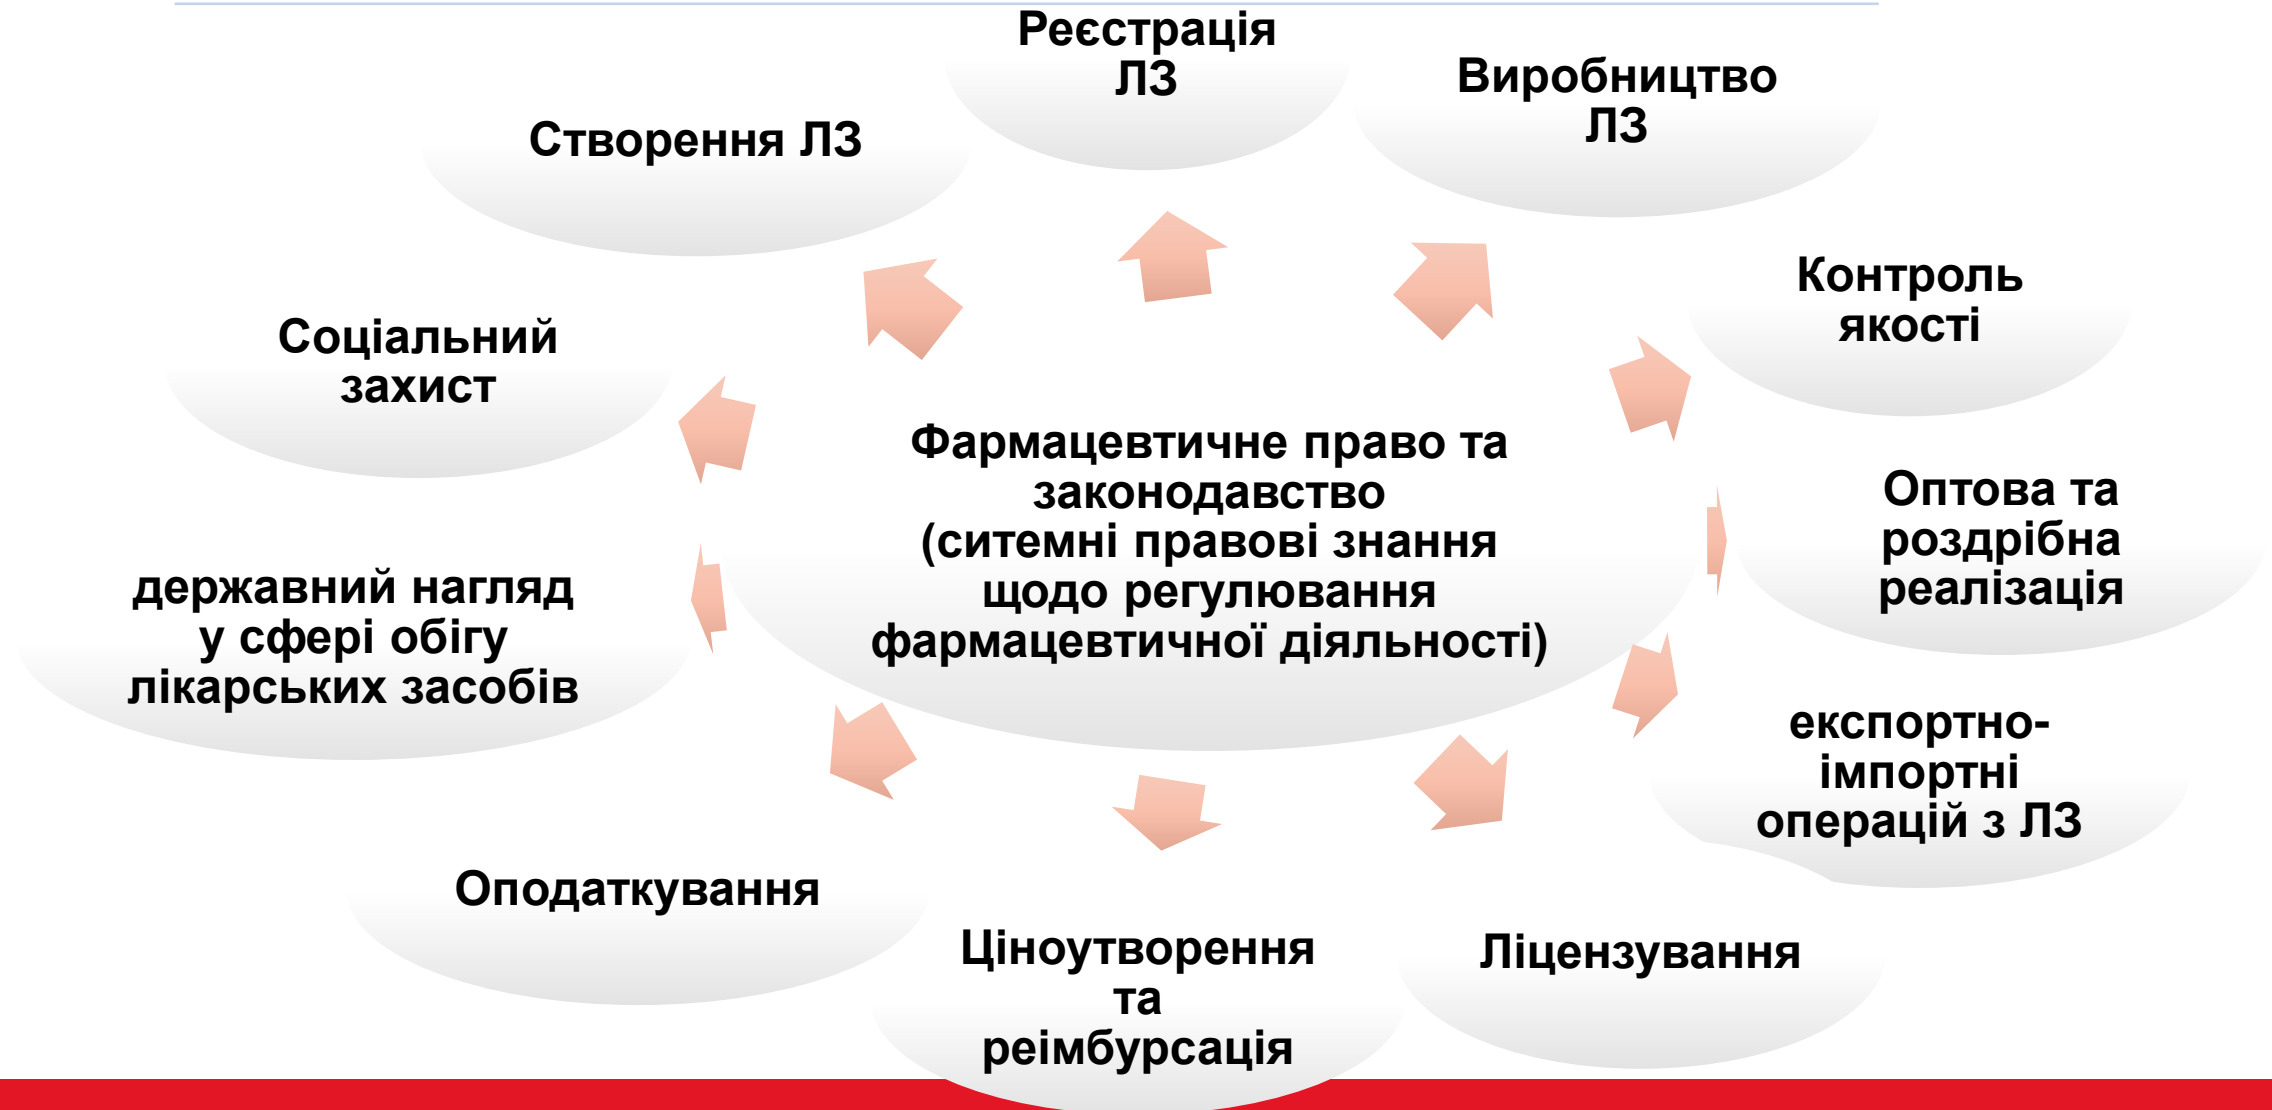 Реєстрація
ЛЗ
Виробництво
ЛЗ
Створення ЛЗ
Контроль
якості
Соціальний
захист
Фармацевтичне право та
законодавство
(ситемні правові знання
щодо регулювання
фармацевтичної діяльності)
Оптова та
роздрібна
реалізація
державний нагляд
у сфері обігу
лікарських засобів
експортно-
імпортні
операцій з ЛЗ
Оподаткування
Ціноутворення
та
реімбурсація
Ліцензування